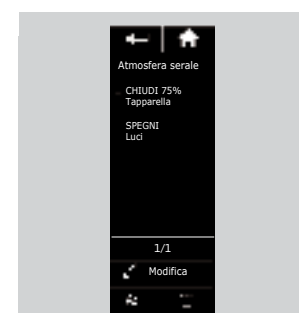 Atmosfera serale
CHIUDI 75%
Tapparella
SPEGNI
Luci
1/1
Modifica